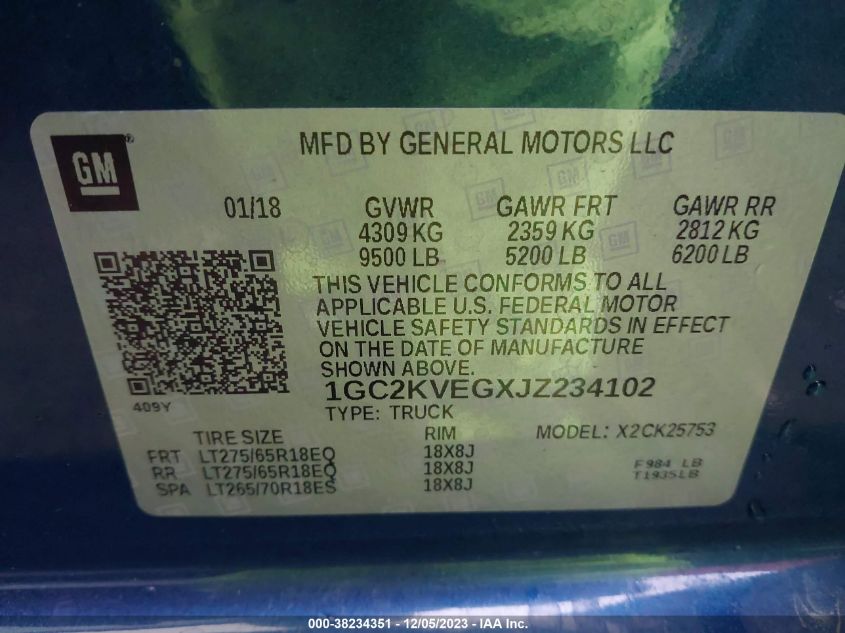 GM
MFD BY GENERAL MOTORS LLC
01/18 GVWR GAWR FRT GAWR RR
4309 KG 2359 KG 2812 KG
9500 LB 5200 LB 6200 LB
THIS VEHICLE CONFORMS TO ALL
APPLICABLE U.S. FEDERAL MOTOR
VEHICLE SAFETY STANDARDS IN EFFECT
ON THE DATE OF MANUFACTURE
SHOWN ABOVE.
409Y
1GC2KVEGXJZ234102
TYPE: TRUCK
TIRE SIZE RIM MODEL: X2CK25753
FRT LT275/65R18EQ 18X8J
RR LT275/65R18EQ 18X8J
SPA LT265/70R18ES 18X8J
F984 LB
T1935LB
000-38234351 - 12/05/2023 - IAA Inc.